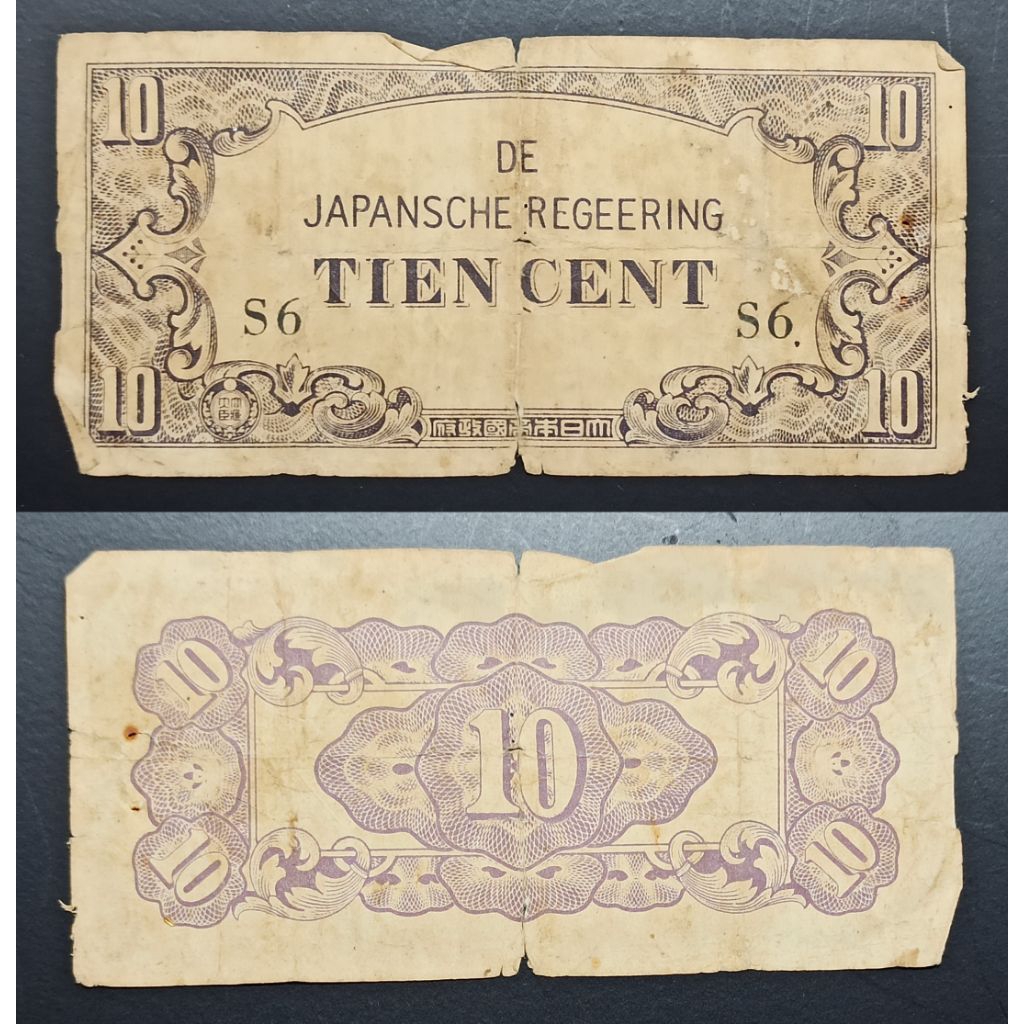 10 10
DE
JAPANSCHE REGEERING
TIEN CENT
S6 S6
10 10
府政國帝本日大
10 10
10
10 10